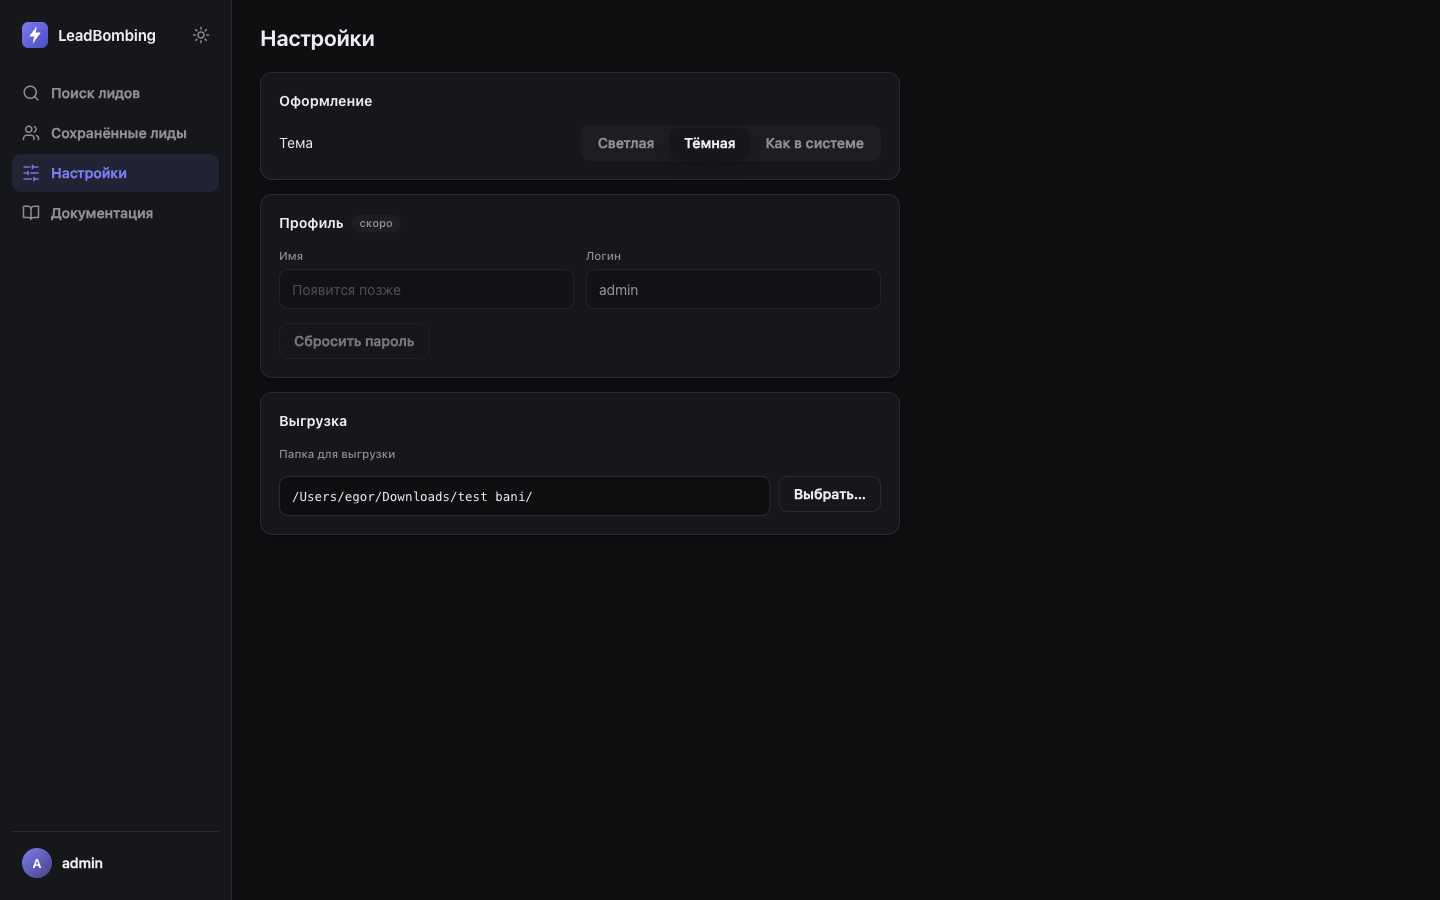 LeadBombing
Поиск лидов
Сохранённые лиды
Настройки
Документация
Настройки
Оформление
Тема
Светлая Тёмная Как в системе
Профиль скоро
Имя Логин
Появится позже admin
Сбросить пароль
Выгрузка
Папка для выгрузки
/Users/egor/Downloads/test bani/ Выбрать...
A admin